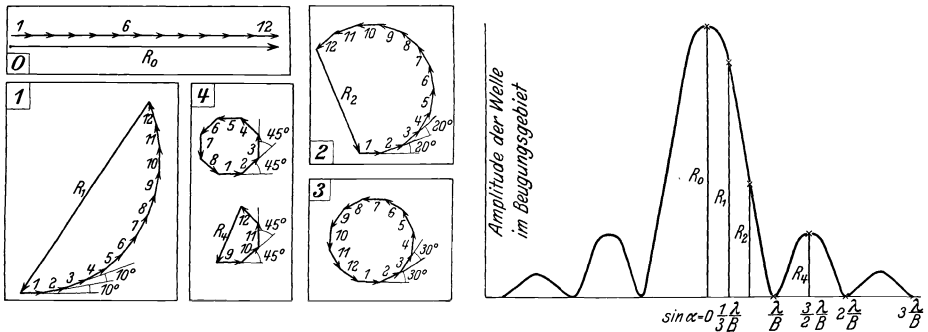 1 6 12
R₀
0
1
12
11
10
9
8
7
6
5
4
3
2
1
R₁
10°
10°
4
6 5 4
7 3
8 1 2
45°
45°
12
11
R₄
9 10
45°
45°
12 11 10 9 8
7
6
5
4
3
2
1
R₂
20°
20°
2
3
9 8 7 6
10 5
11 4
12 1 2 3
30°
30°
Amplitude der Welle
im Beugungsgebiet
R₀
R₁
R₂
R₄
sin α=0 1/3 λ/B λ/B 3/2 λ/B 2 λ/B 3 λ/B